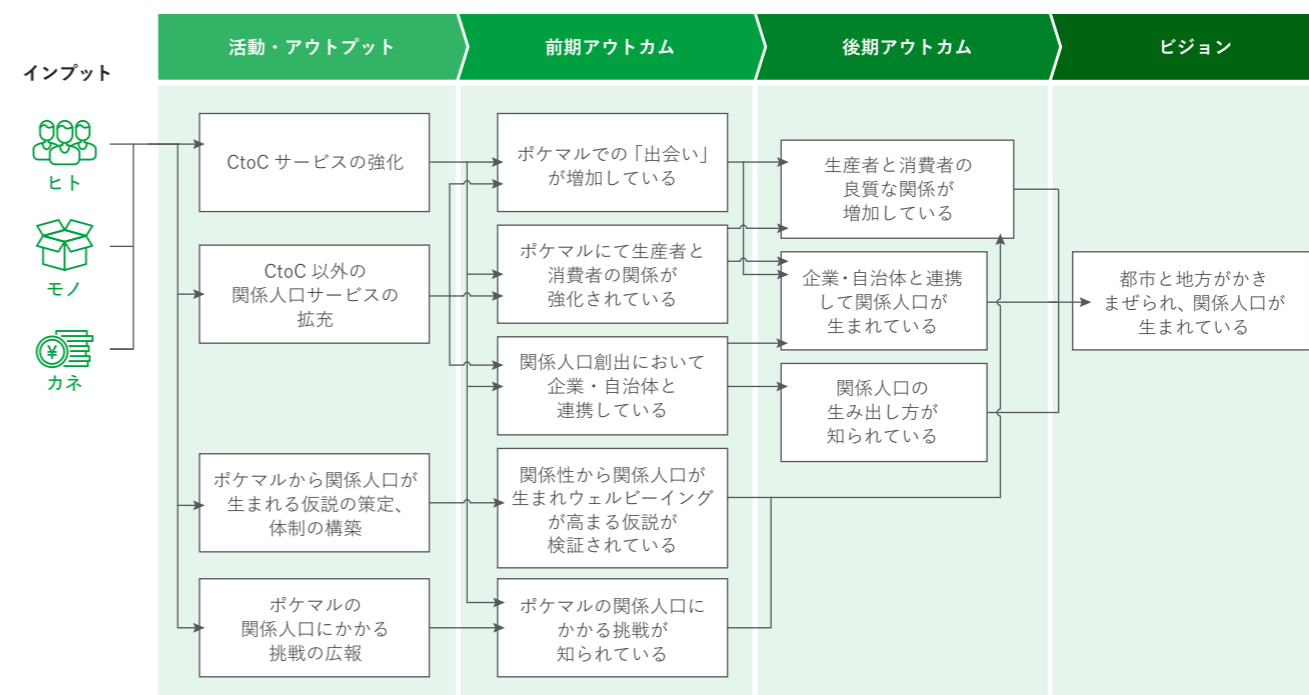 インプット
ヒト
モノ
¥
カネ
活動・アウトプット
CtoC サービスの強化
CtoC 以外の
関係人口サービスの
拡充
ポケマルから関係人口が
生まれる仮説の策定、
体制の構築
ポケマルの
関係人口にかかる
挑戦の広報
前期アウトカム
ポケマルでの「出会い」
が増加している
ポケマルにて生産者と
消費者の関係が
強化されている
関係人口創出において
企業・自治体と
連携している
関係性から関係人口が
生まれウェルビーイング
が高まる仮説が
検証されている
ポケマルの関係人口に
かかる挑戦が
知られている
後期アウトカム
生産者と消費者の
良質な関係が
増加している
企業・自治体と連携
して関係人口が
生まれている
関係人口の
生み出し方が
知られている
ビジョン
都市と地方がかき
まぜられ、関係人口が
生まれている